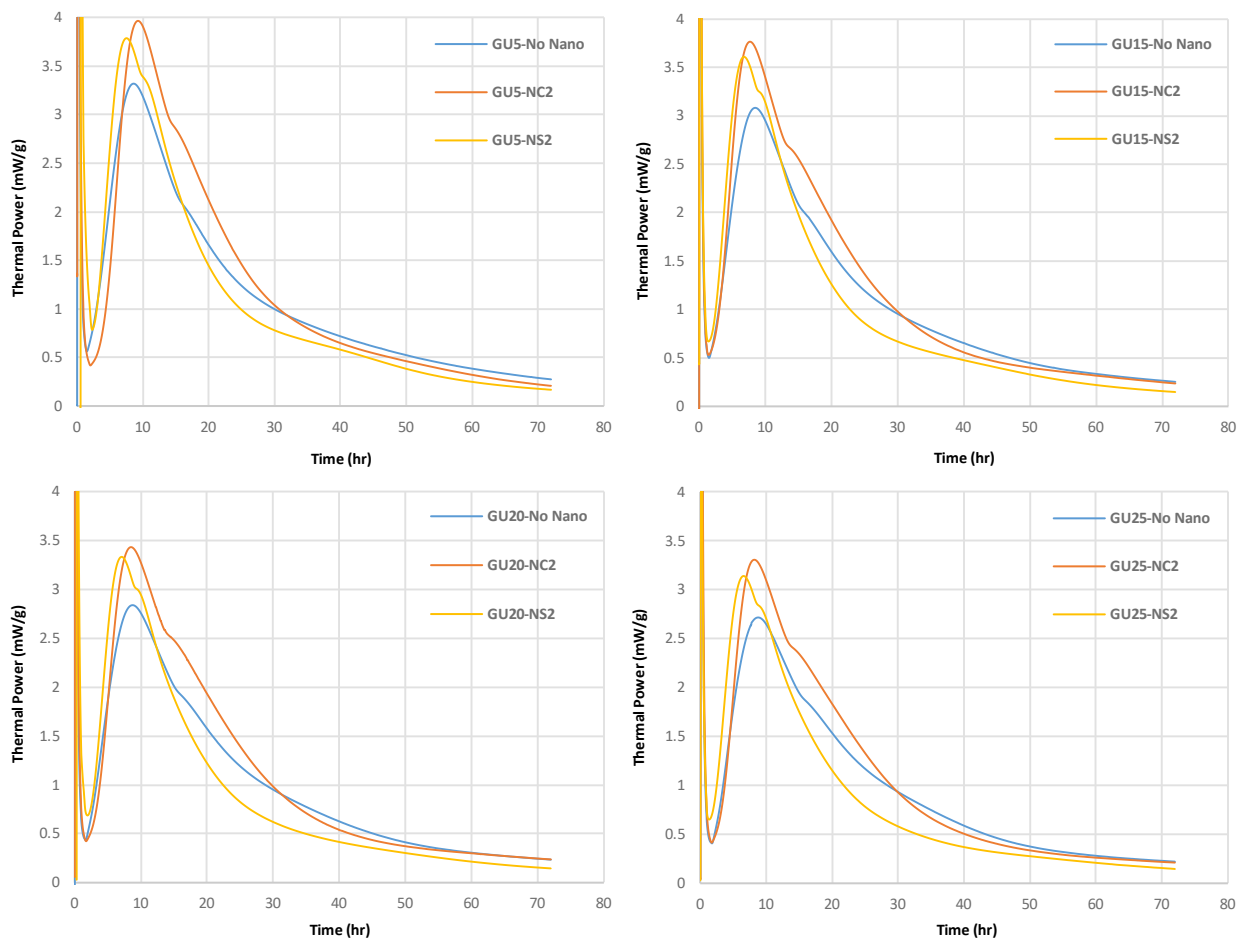 4
3.5
3
2.5
2
1.5
1
0.5
0
Thermal Power (mW/g)
GU5-No Nano
GU5-NC2
GU5-NS2
0 10 20 30 40 50 60 70 80
Time (hr)
4
3.5
3
2.5
2
1.5
1
0.5
0
Thermal Power (mW/g)
GU15-No Nano
GU15-NC2
GU15-NS2
0 10 20 30 40 50 60 70 80
Time (hr)
4
3.5
3
2.5
2
1.5
1
0.5
0
Thermal Power (mW/g)
GU20-No Nano
GU20-NC2
GU20-NS2
0 10 20 30 40 50 60 70 80
Time (hr)
4
3.5
3
2.5
2
1.5
1
0.5
0
Thermal Power (mW/g)
GU25-No Nano
GU25-NC2
GU25-NS2
0 10 20 30 40 50 60 70 80
Time (hr)